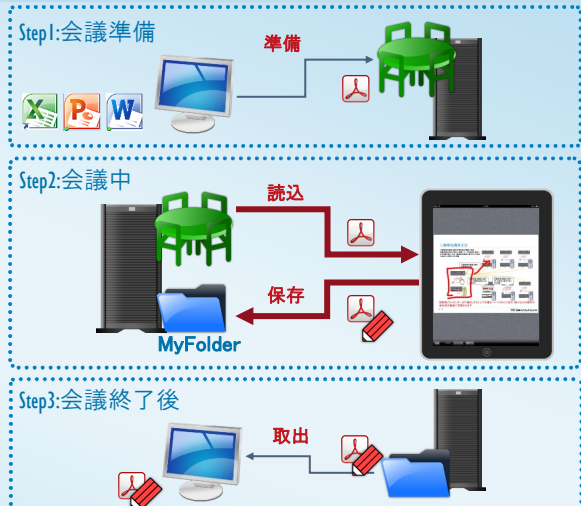 Step1:会議準備
準備
Step2:会議中
読込
保存
MyFolder
Step3:会議終了後
取出